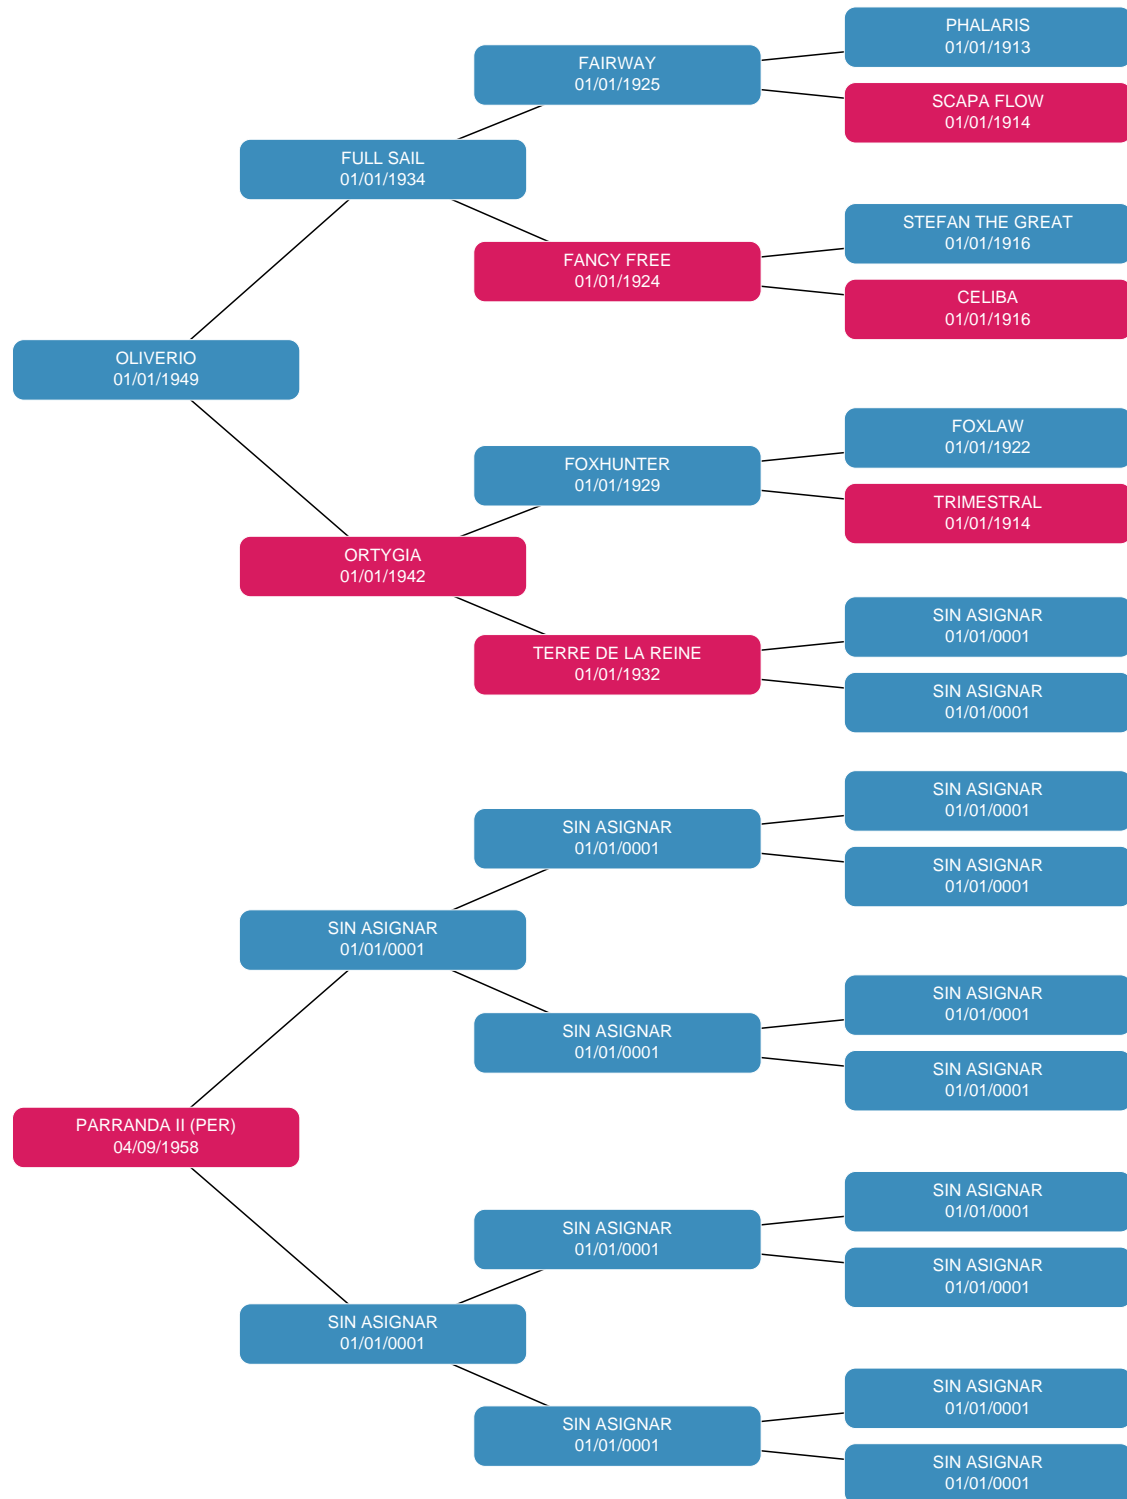 PHALARIS
01/01/1913
FAIRWAY
01/01/1925
SCAPA FLOW
01/01/1914
FULL SAIL
01/01/1934
STEFAN THE GREAT
01/01/1916
FANCY FREE
01/01/1924
CELIBA
01/01/1916
OLIVERIO
01/01/1949
FOXLAW
01/01/1922
FOXHUNTER
01/01/1929
TRIMESTRAL
01/01/1914
ORTYGIA
01/01/1942
SIN ASIGNAR
01/01/0001
TERRE DE LA REINE
01/01/1932
SIN ASIGNAR
01/01/0001
SIN ASIGNAR
01/01/0001
SIN ASIGNAR
01/01/0001
SIN ASIGNAR
01/01/0001
SIN ASIGNAR
01/01/0001
SIN ASIGNAR
01/01/0001
SIN ASIGNAR
01/01/0001
SIN ASIGNAR
01/01/0001
PARRANDA II (PER)
04/09/1958
SIN ASIGNAR
01/01/0001
SIN ASIGNAR
01/01/0001
SIN ASIGNAR
01/01/0001
SIN ASIGNAR
01/01/0001
SIN ASIGNAR
01/01/0001
SIN ASIGNAR
01/01/0001
SIN ASIGNAR
01/01/0001